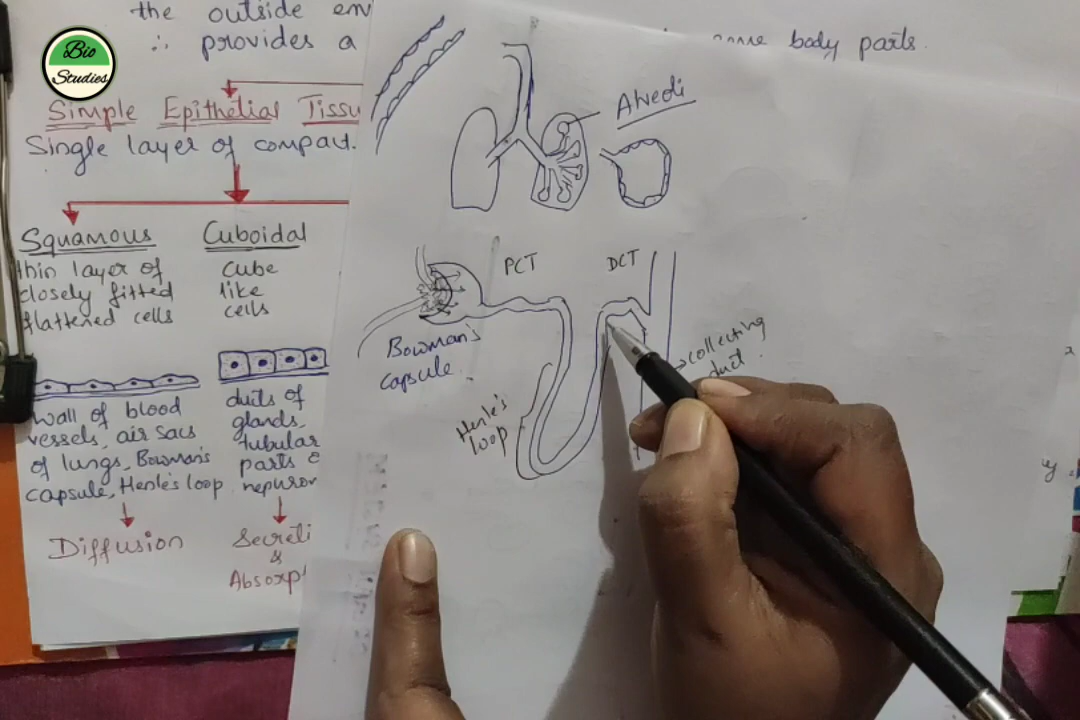 the outside env
∴ provides a
some body parts.
Bio
Studies
Simple Epithelial Tissu
Single layer of compact.
Squamous
thin layer of
closely fitted
flattened cells
wall of blood
vessels, air sacs
of lungs, Bowman's
capsule, Henle's loop
Diffusion
Cuboidal
Cube
like
cells
ducts of
glands,
tubular
parts o
nephron
Secreti
&
Absorp
Alveoli
PCT
DCT
Bowman's
capsule.
Henle's
loop
collecting
duct.